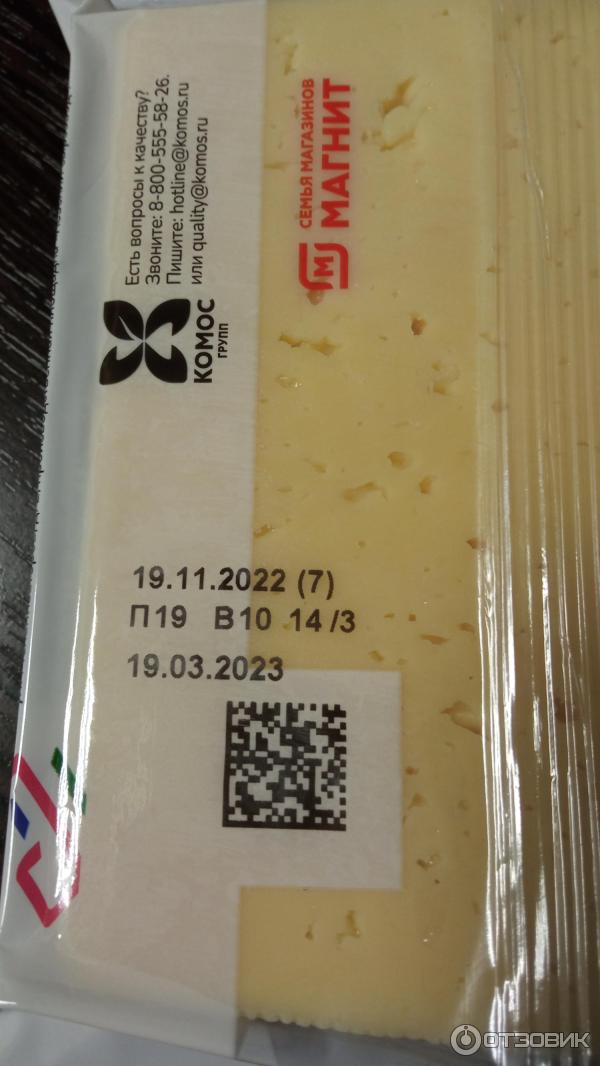 Есть вопросы к качеству?
Звоните: 8-800-555-58-26.
Пишите: hotline@komos.ru
или quality@komos.ru
КОМОС
ГРУПП
СЕМЬЯ МАГАЗИНОВ
МАГНИТ
19.11.2022 (7)
П19 В10 14/3
19.03.2023
ОТЗОВИК